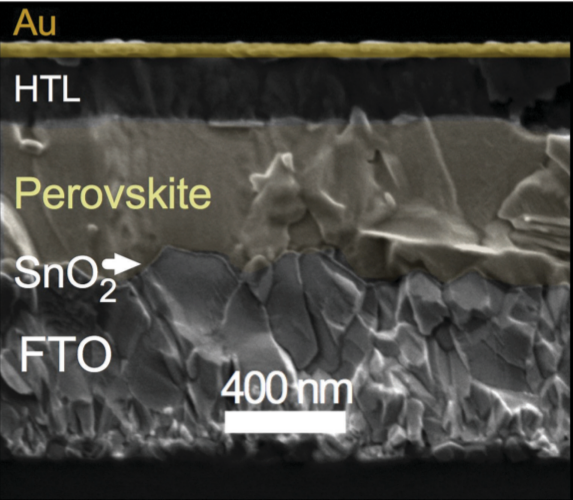 Au
HTL
Perovskite
SnO₂
FTO
400 nm